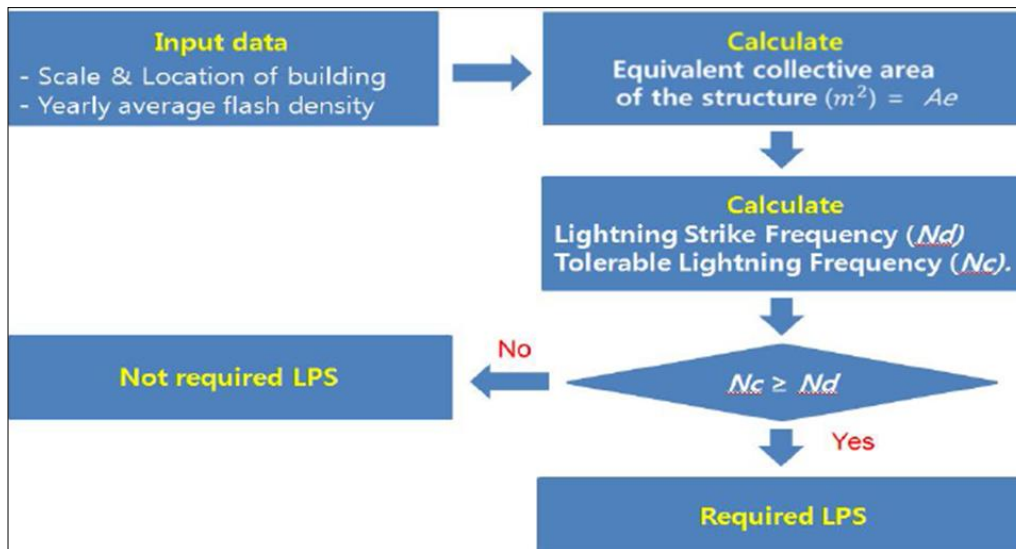 Input data
- Scale & Location of building
- Yearly average flash density
Calculate
Equivalent collective area
of the structure (m²) = Ae
Calculate
Lightning Strike Frequency (Nd)
Tolerable Lightning Frequency (Nc).
Nc ≥ Nd
No
Not required LPS
Yes
Required LPS